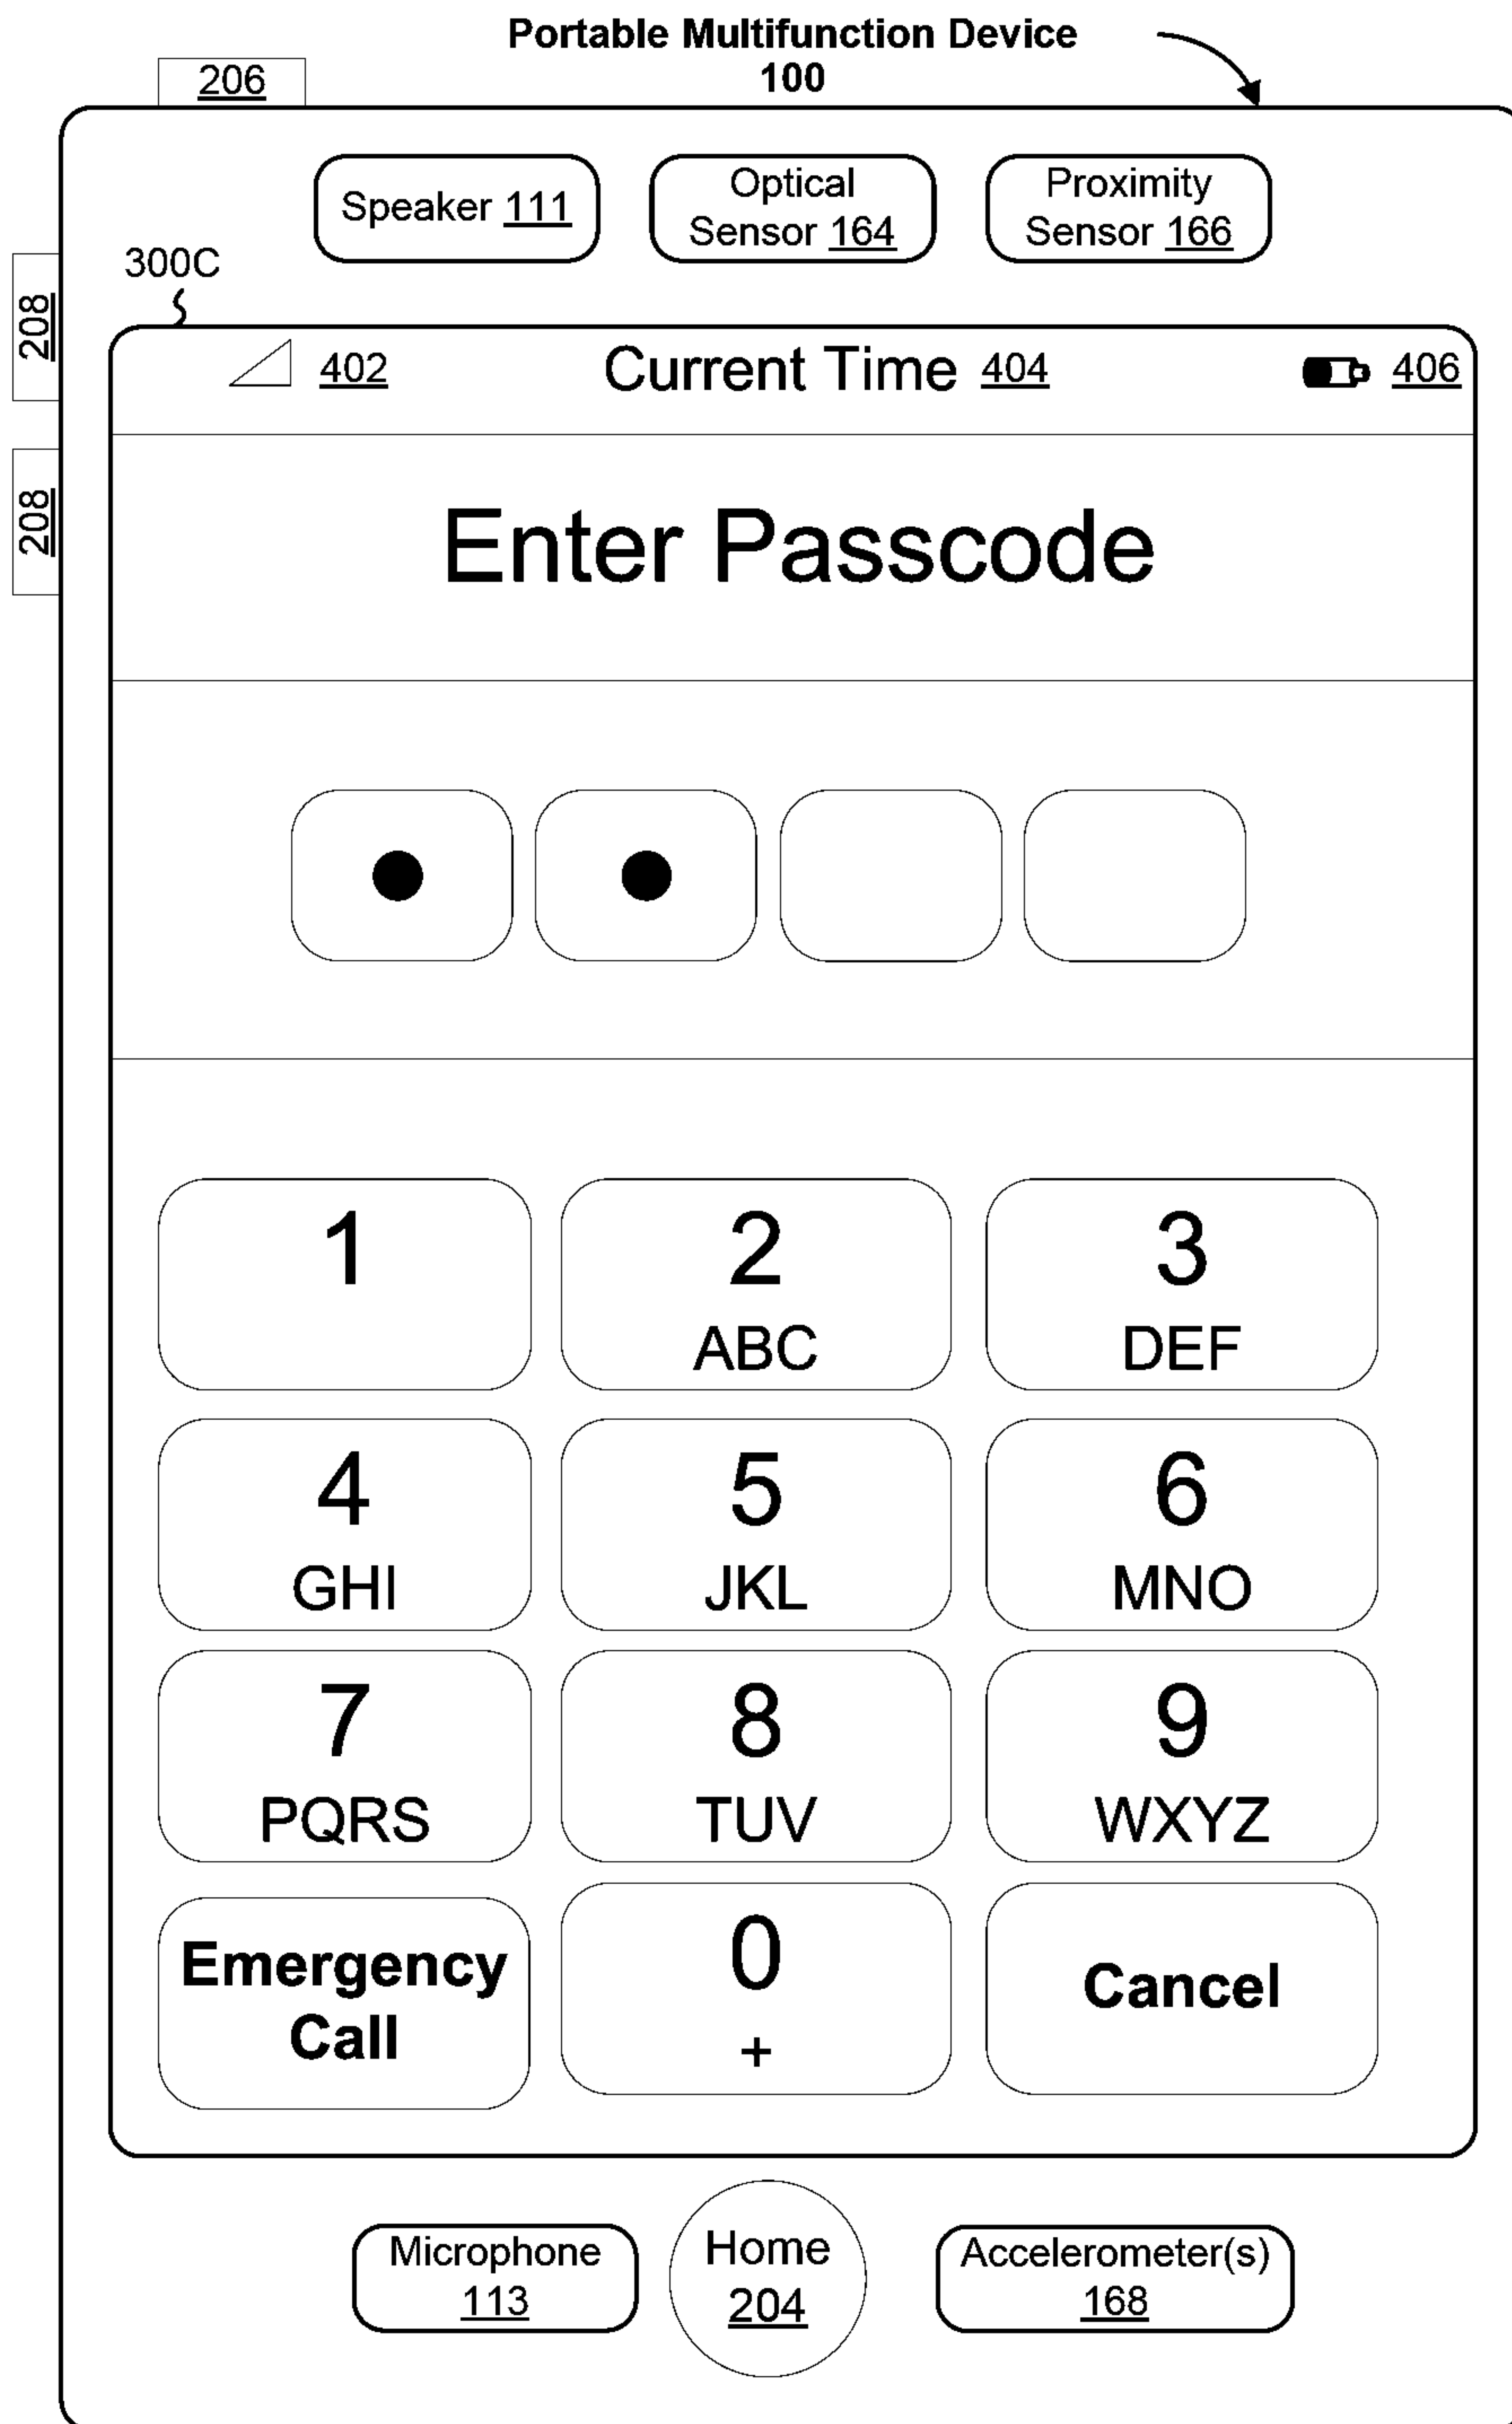 Portable Multifunction Device
100
206
Speaker 111
Optical
Sensor 164
Proximity
Sensor 166
300C
208
208
402
Current Time 404
406
Enter Passcode
1
2
ABC
3
DEF
4
GHI
5
JKL
6
MNO
7
PQRS
8
TUV
9
WXYZ
Emergency
Call
0
+
Cancel
Microphone
113
Home
204
Accelerometer(s)
168